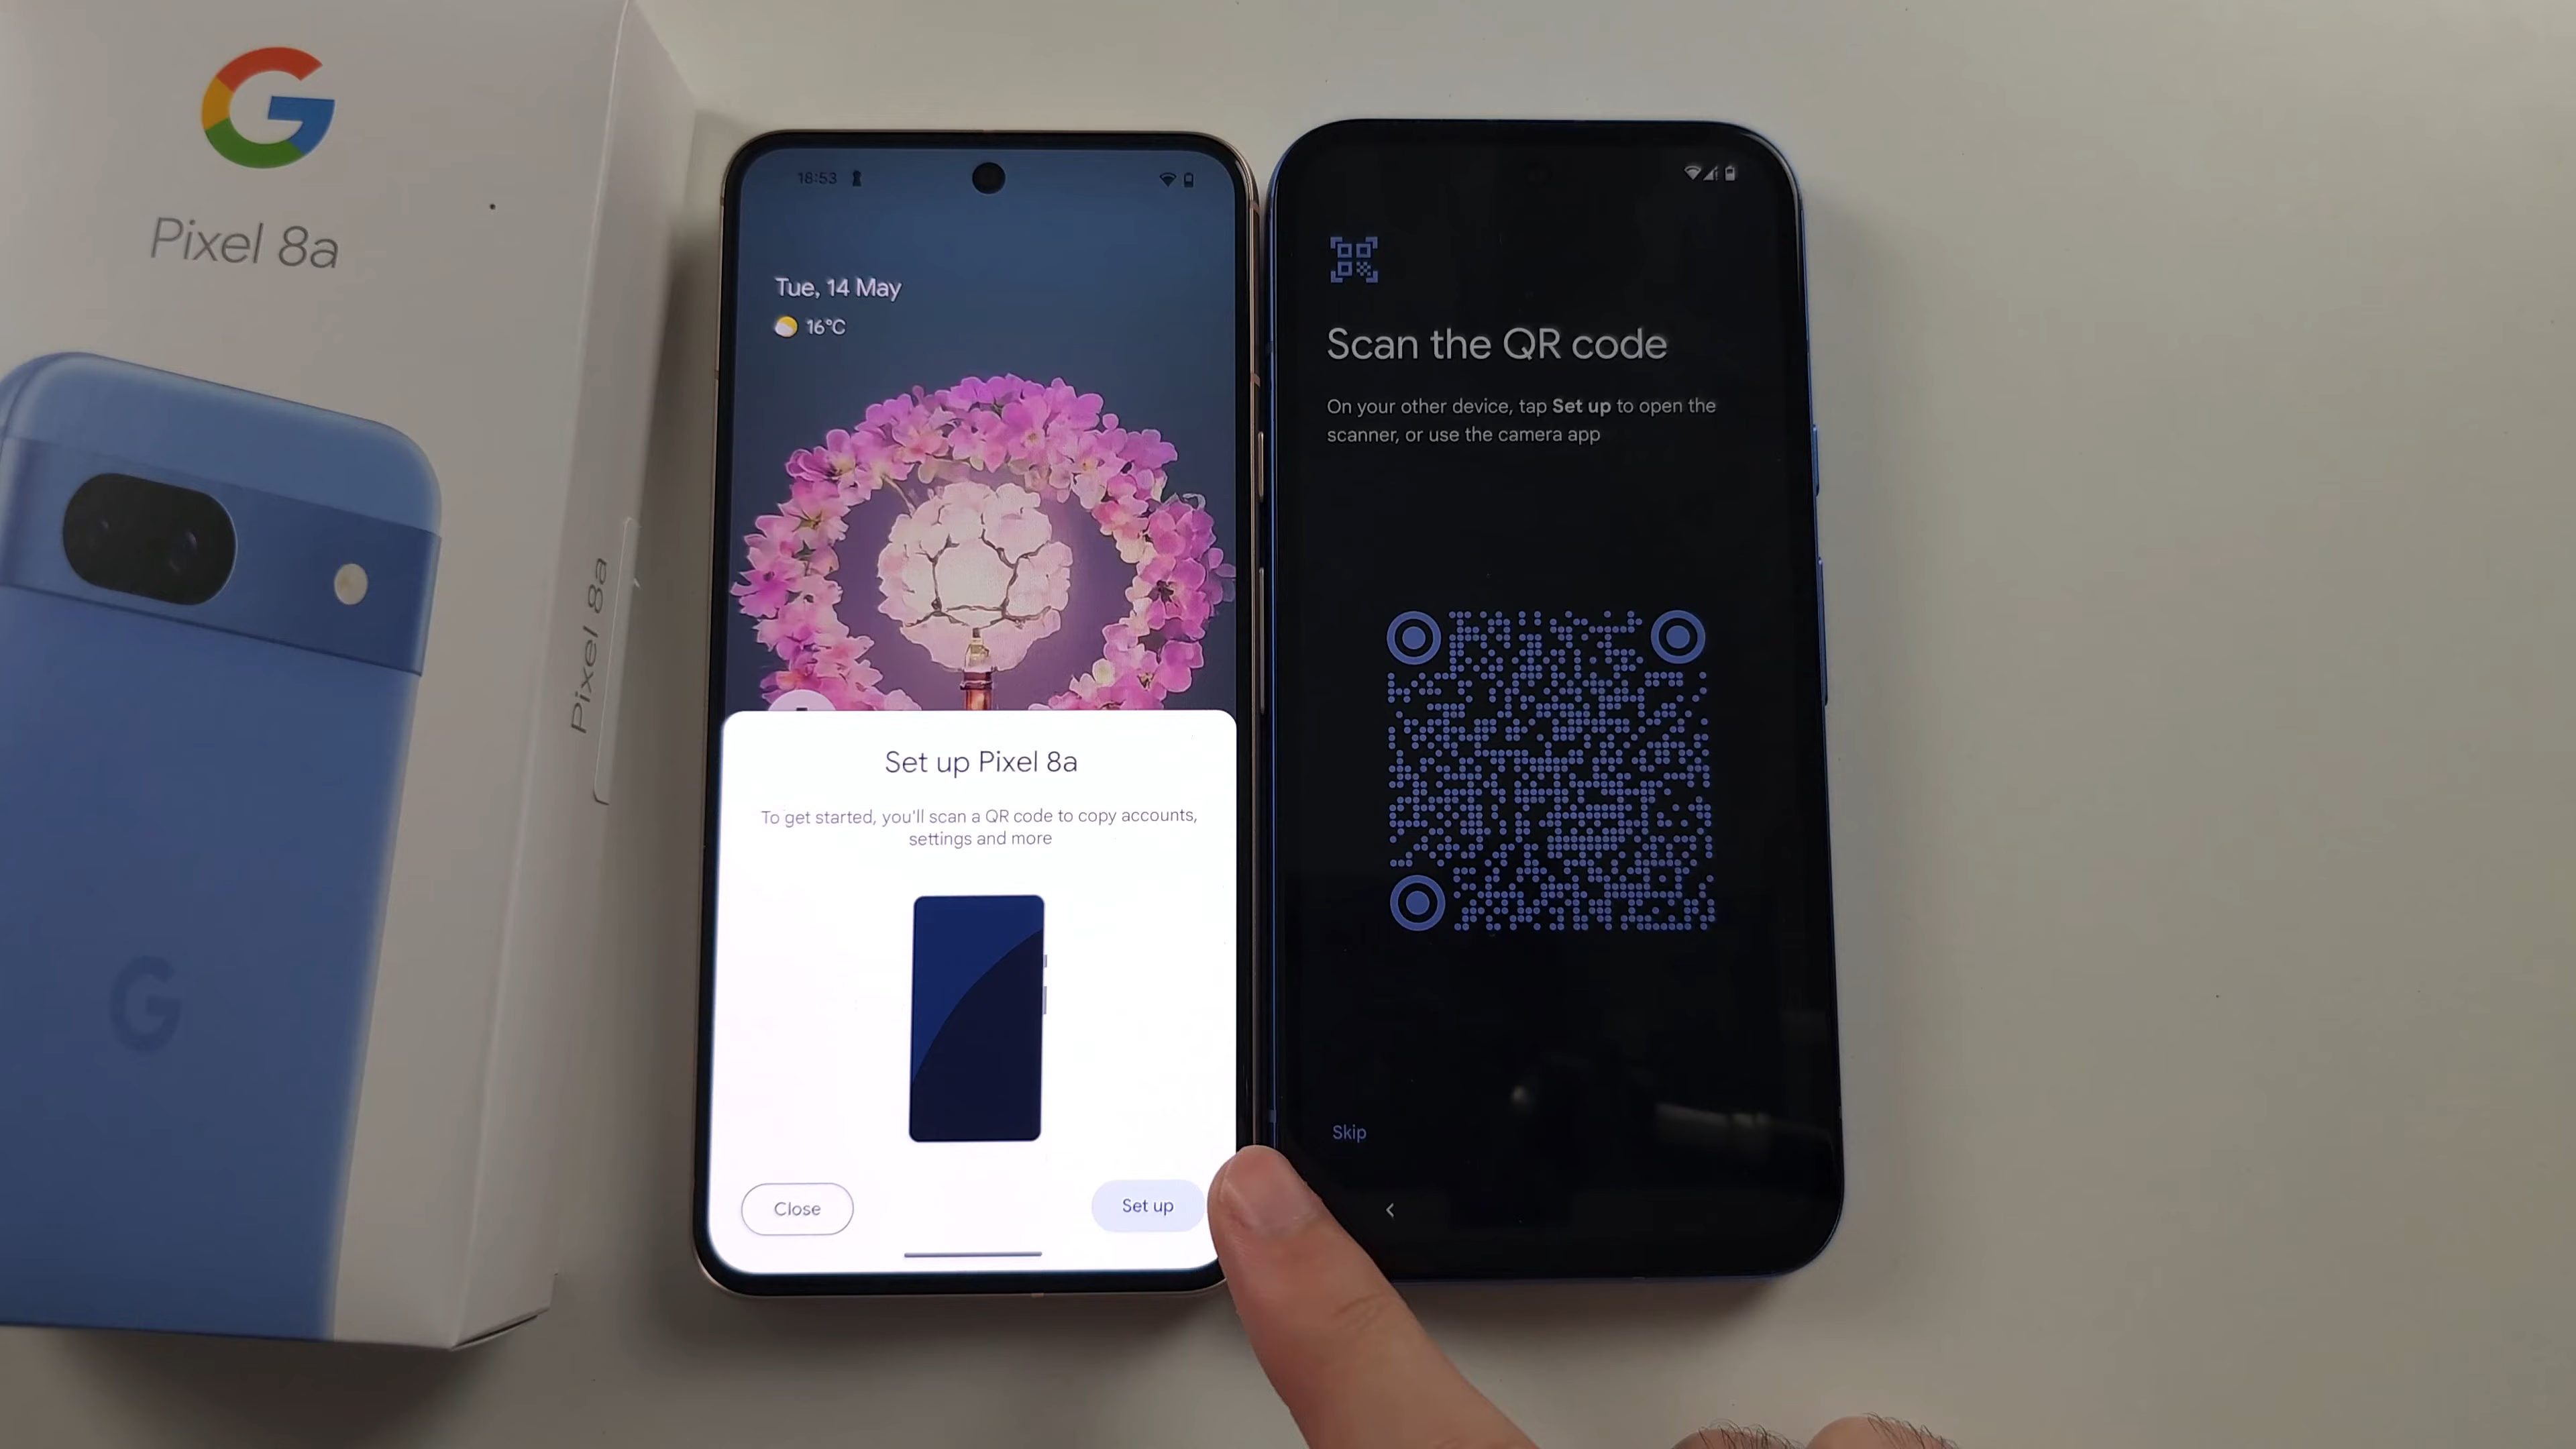 G
Pixel 8a
Pixel 8a
G
18:53
Tue, 14 May
16°C
Set up Pixel 8a
To get started, you'll scan a QR code to copy accounts,
settings and more
Close
Set up
Scan the QR code
On your other device, tap Set up to open the
scanner, or use the camera app
Skip